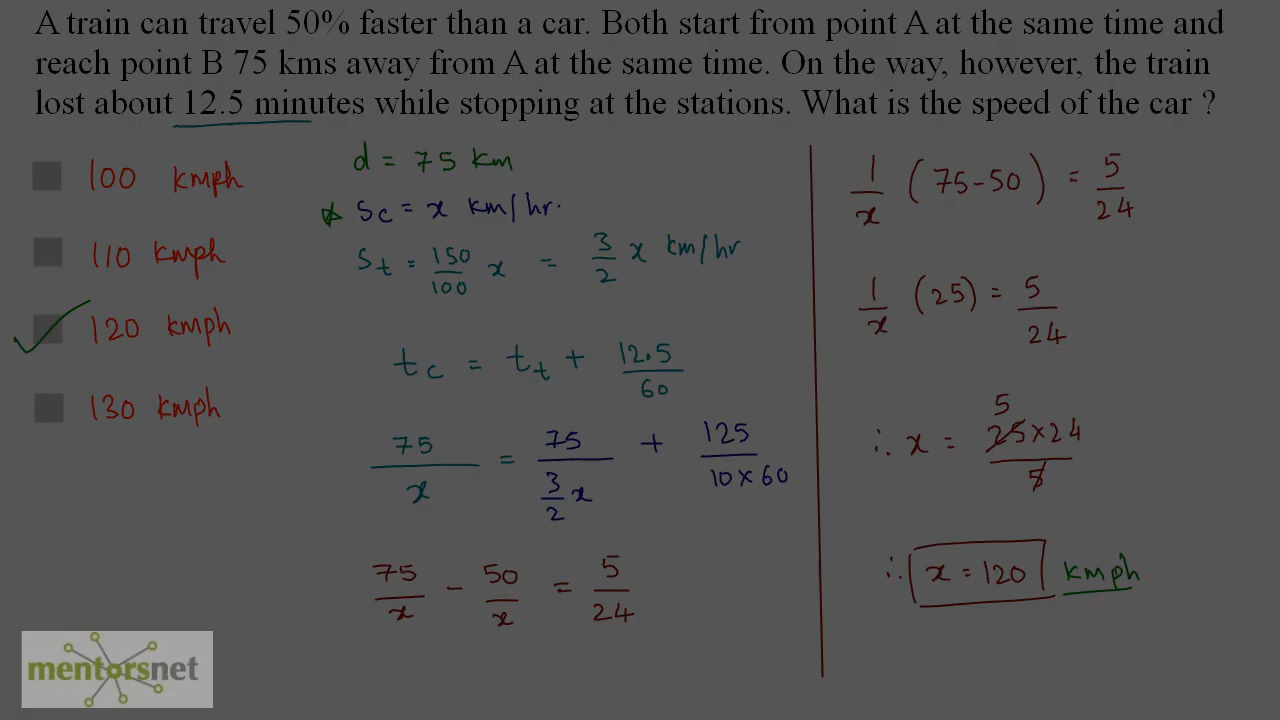 A train can travel 50% faster than a car. Both start from point A at the same time and
reach point B 75 kms away from A at the same time. On the way, however, the train
lost about 12.5 minutes while stopping at the stations. What is the speed of the car ?
100 kmph
110 kmph
120 kmph
130 kmph
d = 75 km
Sc = x km/hr.
St = 150/100 x = 3/2 x km/hr
tc = tt + 12.5/60
75/x = 75/(3/2 x) + 125/(10 x 60)
75/x - 50/x = 5/24
1/x (75-50) = 5/24
1/x (25) = 5/24
∴ x = 25 x 24/5
5
∴ x = 120 kmph
mentorsnet